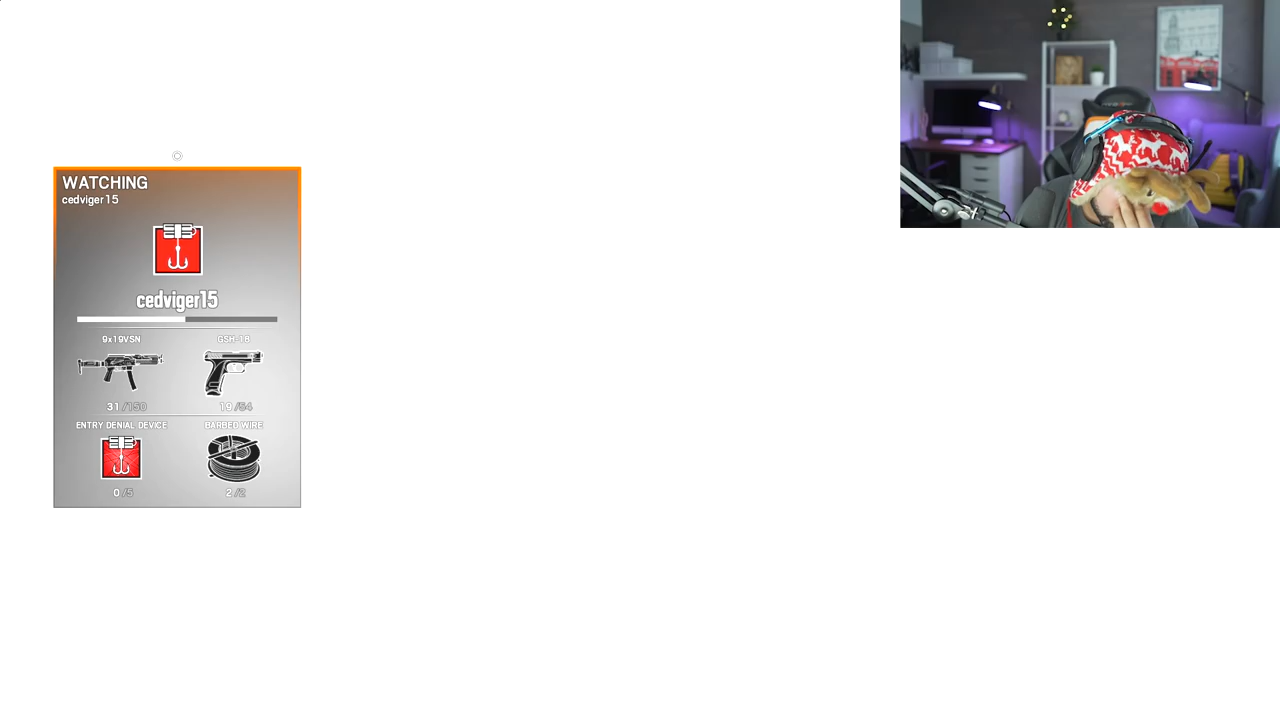 WATCHING
cedviger15
cedviger15
9x19VSN GSH-18
31 /150 19 /54
ENTRY DENIAL DEVICE BARBED WIRE
0 /5 2 /2